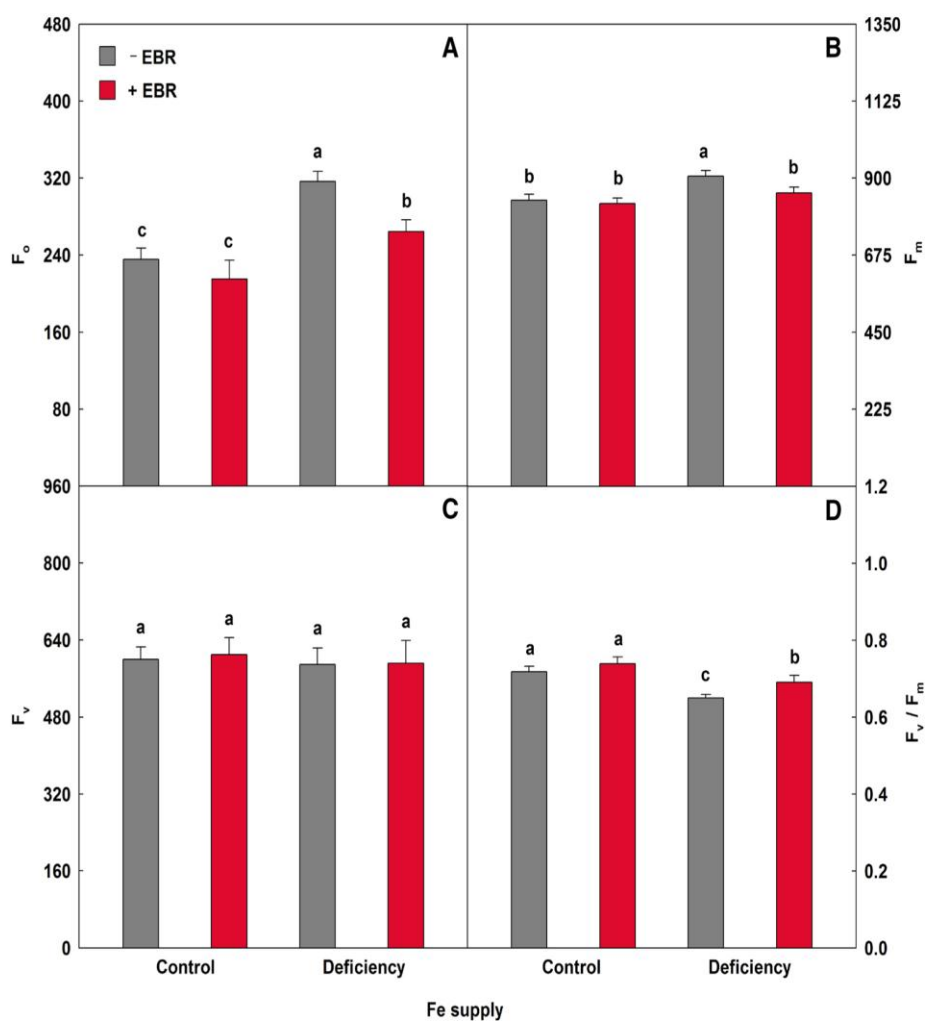 480
400
320
240
160
80
960
F₀
- EBR
+ EBR
A
c
c
a
b
B
b
b
a
b
1350
1125
900
675
450
225
1.2
Fₘ
800
640
480
320
160
0
Fᵥ
C
a
a
a
a
D
a
a
c
b
1.0
0.8
0.6
0.4
0.2
0.0
Fᵥ / Fₘ
Control Deficiency Control Deficiency
Fe supply